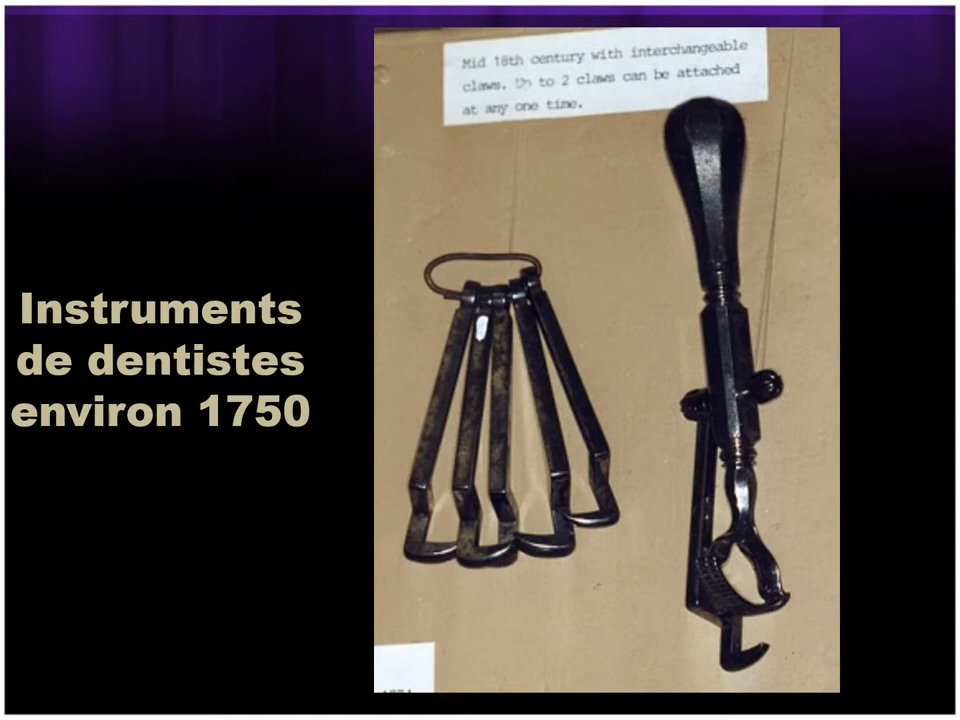 Instruments
de dentistes
environ 1750
Mid 18th century with interchangeable
claws. Up to 2 claws can be attached
at any one time.